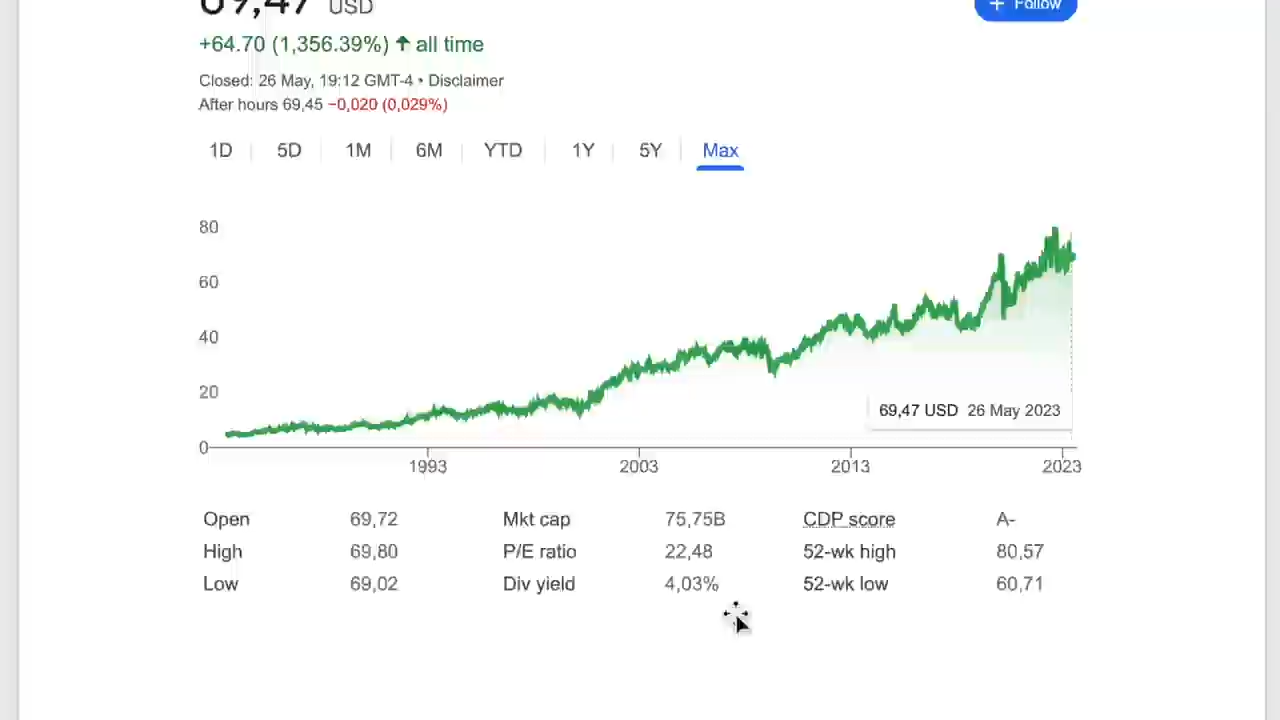 69,47 USD
+ Follow
+64.70 (1,356.39%) ↑ all time
Closed: 26 May, 19:12 GMT-4 • Disclaimer
After hours 69,45 −0,020 (0,029%)
1D 5D 1M 6M YTD 1Y 5Y Max
80
60
40
20
0
69,47 USD 26 May 2023
1993 2003 2013 2023
Open 69,72 Mkt cap 75,75B CDP score A-
High 69,80 P/E ratio 22,48 52-wk high 80,57
Low 69,02 Div yield 4,03% 52-wk low 60,71